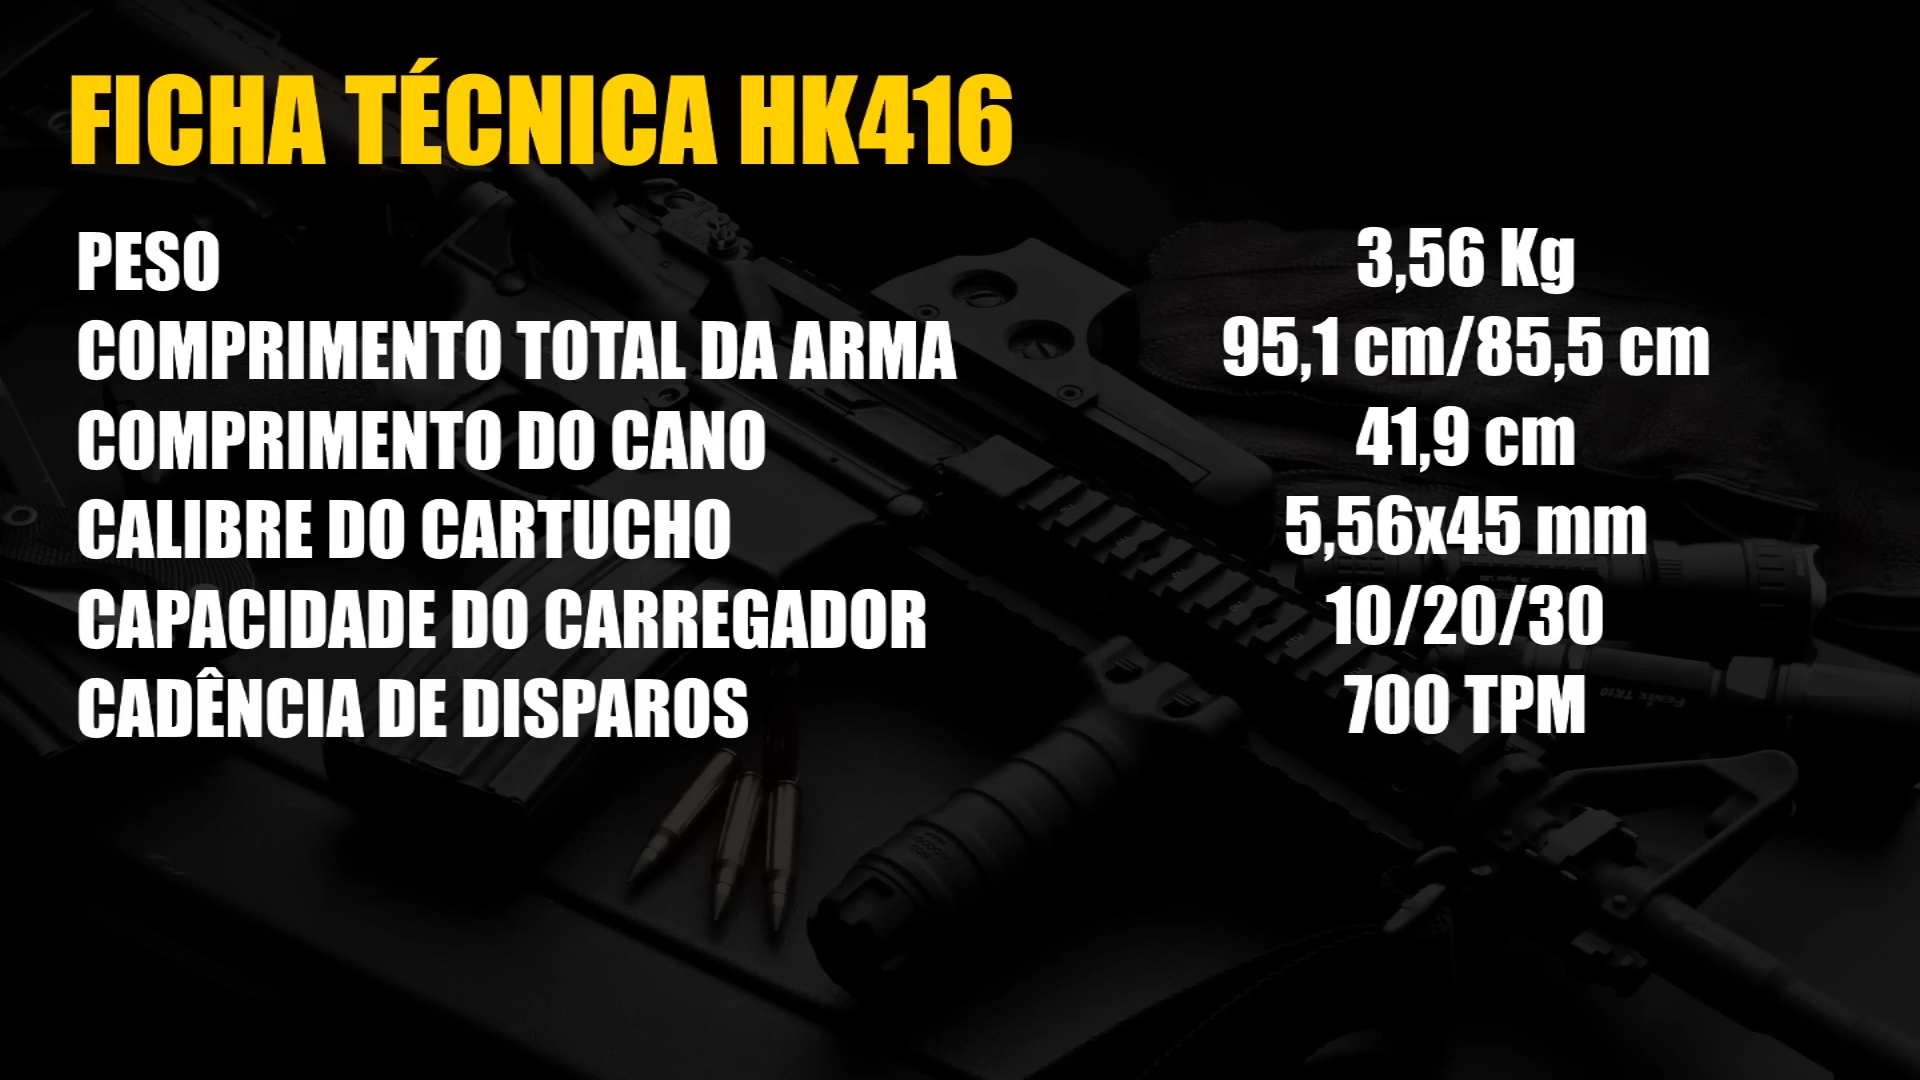 FICHA TÉCNICA HK416
PESO 3,56 Kg
COMPRIMENTO TOTAL DA ARMA 95,1 cm/85,5 cm
COMPRIMENTO DO CANO 41,9 cm
CALIBRE DO CARTUCHO 5,56x45 mm
CAPACIDADE DO CARREGADOR 10/20/30
CADÊNCIA DE DISPAROS 700 TPM
Fenix TK10